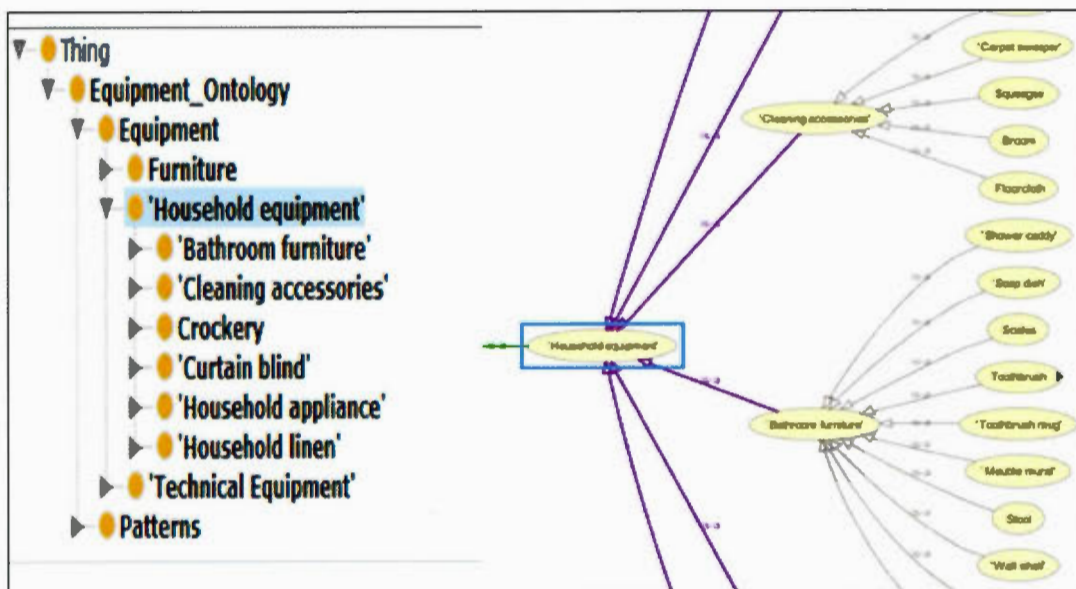 Thing
Equipment_Ontology
Equipment
Furniture
'Household equipment'
'Bathroom furniture'
'Cleaning accessories'
Crockery
'Curtain blind'
'Household appliance'
'Household linen'
'Technical Equipment'
Patterns
'Carpet sweeper'
Squeegee
'Cleaning accessories'
Broom
Floorcloth
'Shower caddy'
'Soap dish'
Scales
'Household equipment'
Toothbrush
'Bathroom furniture'
'Toothbrush mug'
Stool
'Wall shelf'